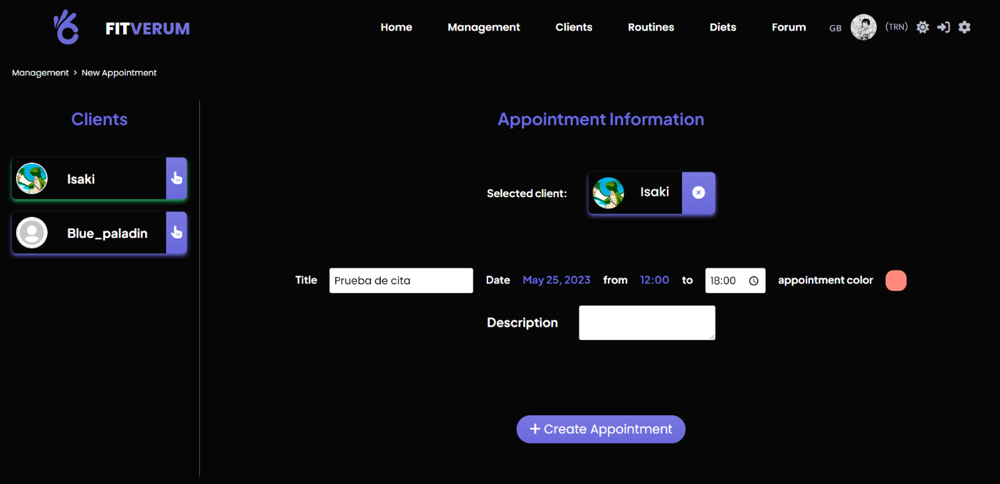 FITVERUM
Home Management Clients Routines Diets Forum GB (TRN)
Management > New Appointment
Clients
Isaki
Blue_paladin
Appointment Information
Selected client: Isaki
Title Prueba de cita Date May 25, 2023 from 12:00 to 18:00 appointment color
Description
+ Create Appointment